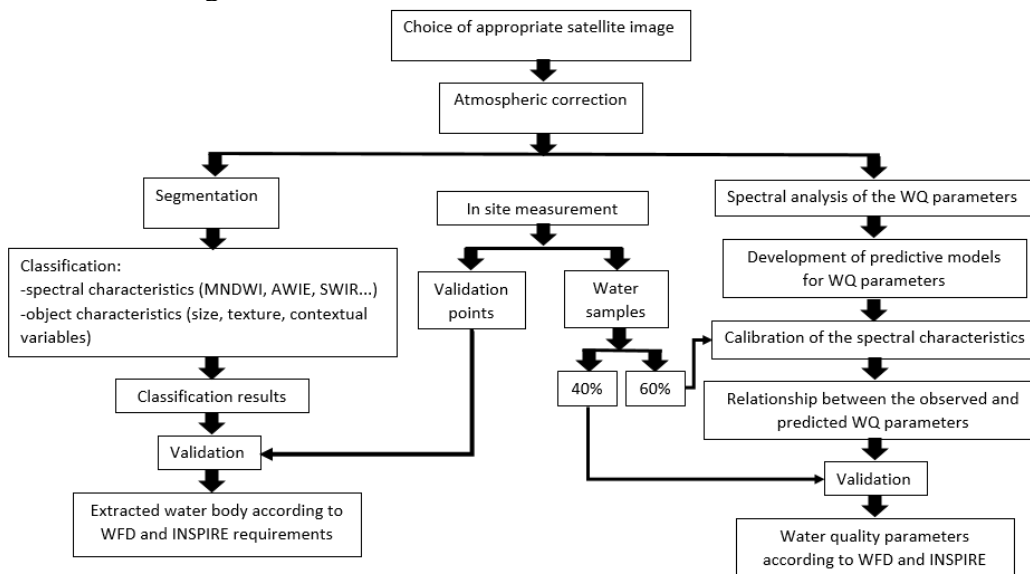 Choice of appropriate satellite image
Atmospheric correction
Segmentation
Classification:
-spectral characteristics (MNDWI, AWIE, SWIR...)
-object characteristics (size, texture, contextual
variables)
Classification results
Validation
Extracted water body according to
WFD and INSPIRE requirements
In site measurement
Validation
points
Water
samples
40%
60%
Spectral analysis of the WQ parameters
Development of predictive models
for WQ parameters
Calibration of the spectral characteristics
Relationship between the observed and
predicted WQ parameters
Validation
Water quality parameters
according to WFD and INSPIRE